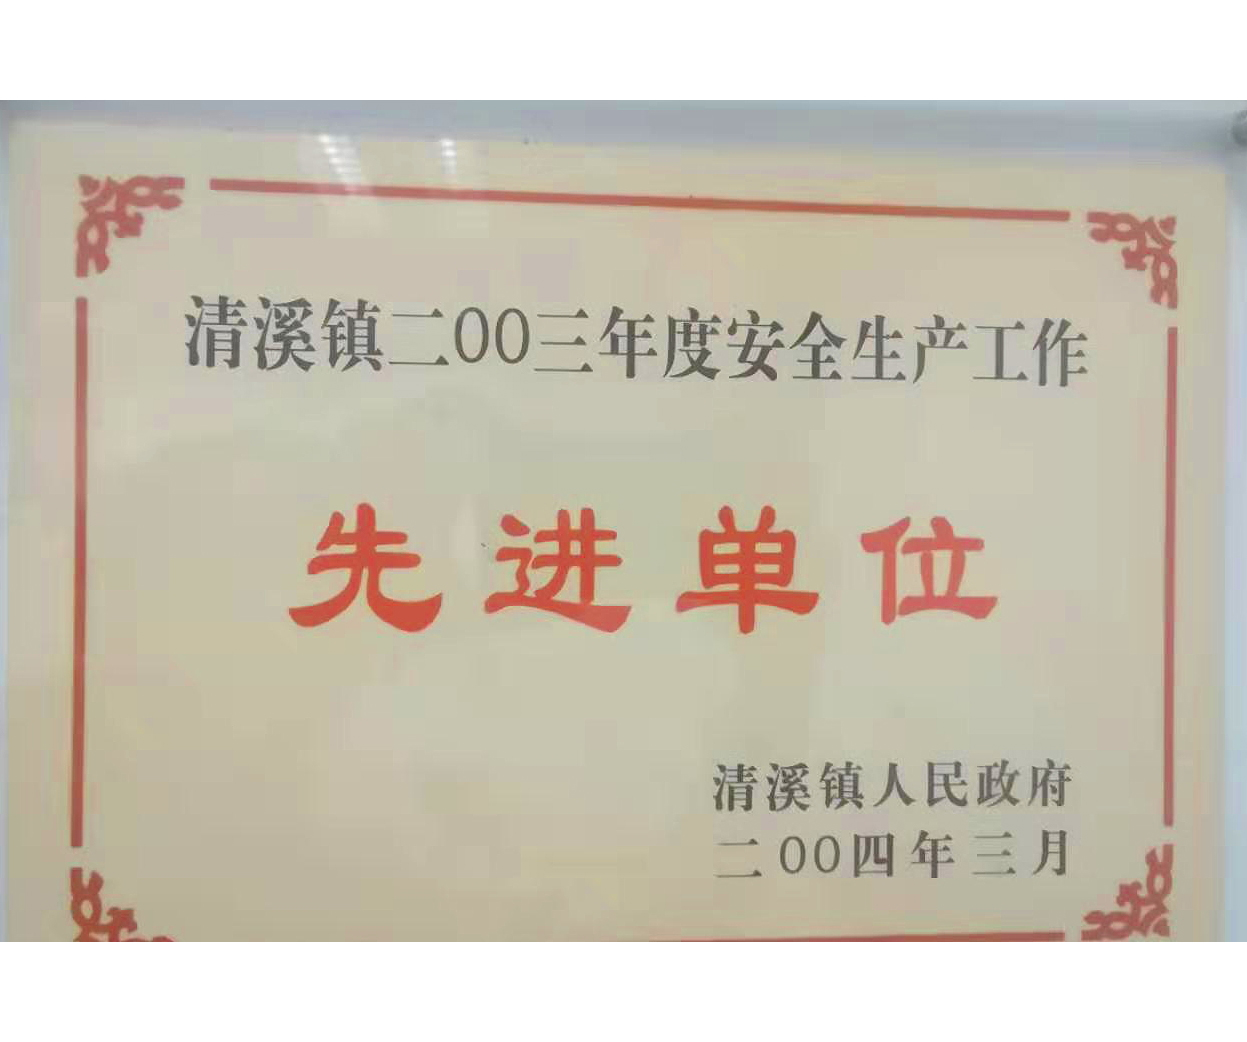 清溪镇二00三年度安全生产工作
先进单位
清溪镇人民政府
二00四年三月